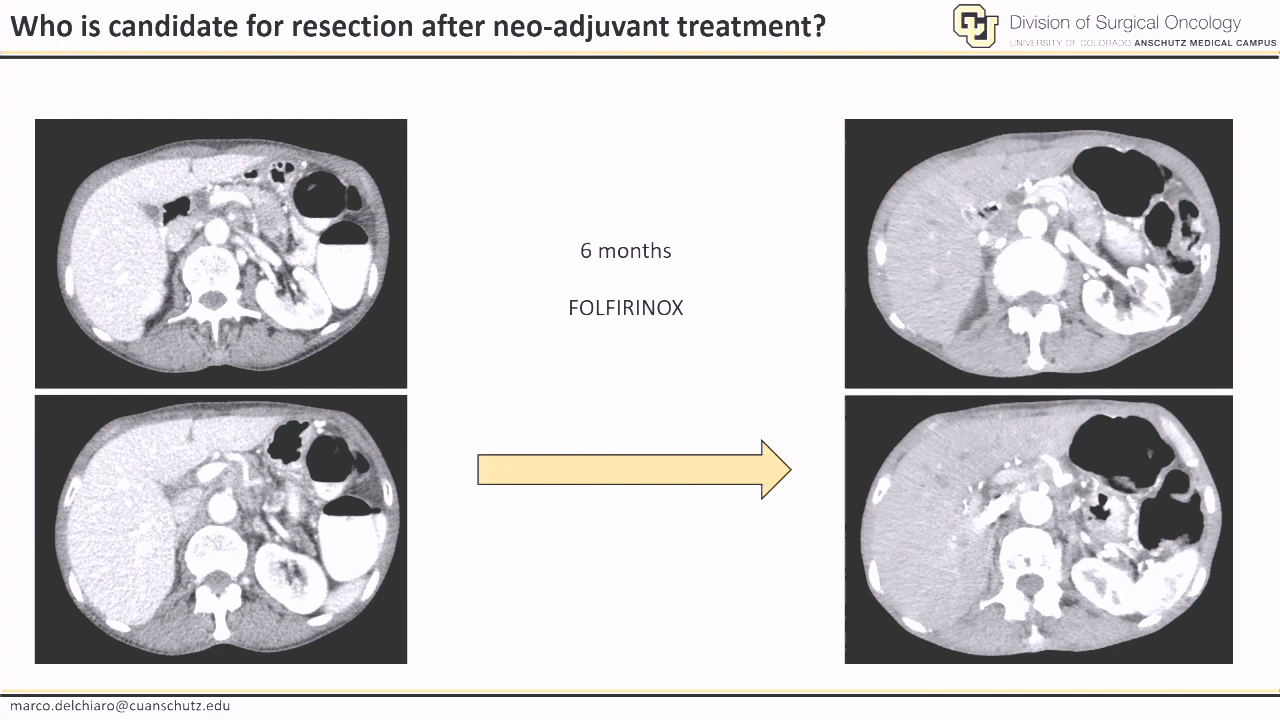 Who is candidate for resection after neo-adjuvant treatment?
Division of Surgical Oncology
UNIVERSITY OF COLORADO ANSCHUTZ MEDICAL CAMPUS
6 months
FOLFIRINOX
marco.delchiaro@cuanschutz.edu